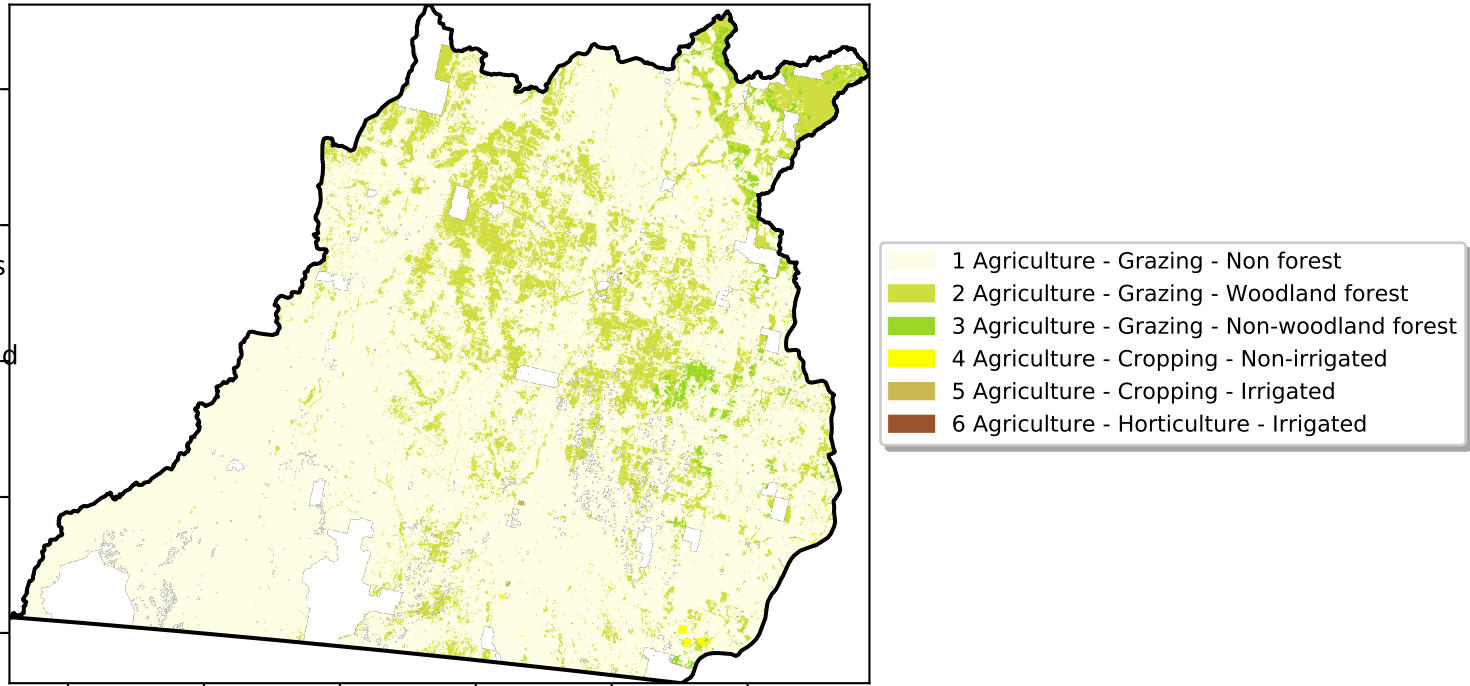 s
d
1 Agriculture - Grazing - Non forest
2 Agriculture - Grazing - Woodland forest
3 Agriculture - Grazing - Non-woodland forest
4 Agriculture - Cropping - Non-irrigated
5 Agriculture - Cropping - Irrigated
6 Agriculture - Horticulture - Irrigated